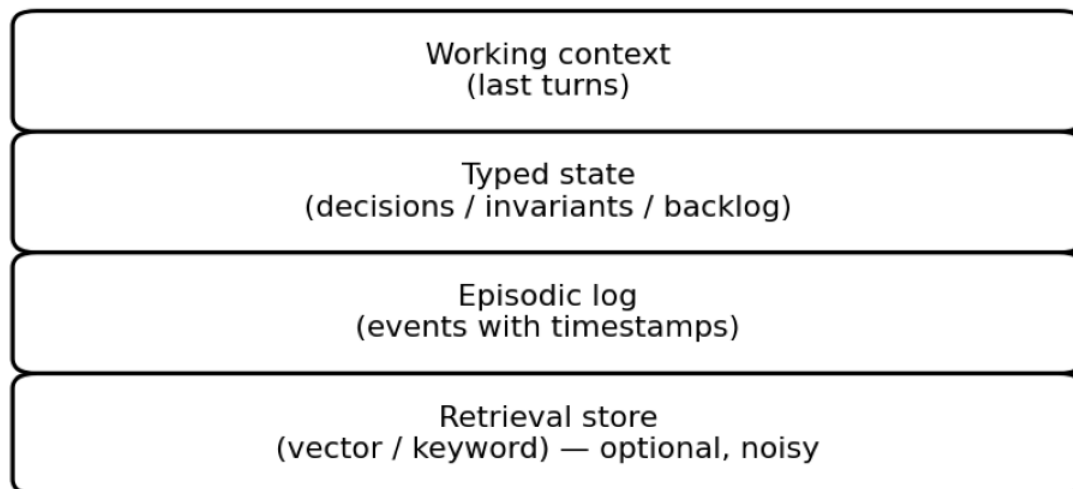 Working context
(last turns)
Typed state
(decisions / invariants / backlog)
Episodic log
(events with timestamps)
Retrieval store
(vector / keyword) — optional, noisy